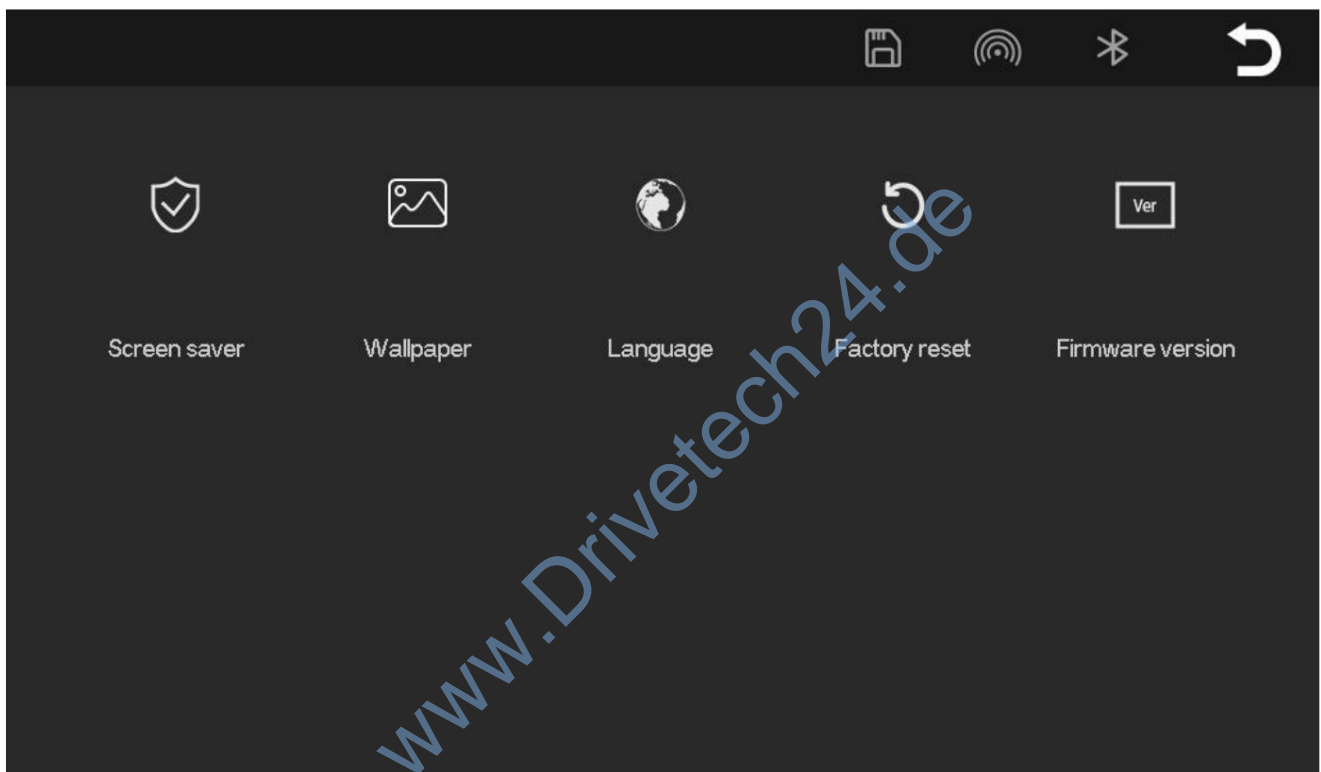 Ver
Screen saver
Wallpaper
Language
Factory reset
Firmware version
www.Drivetech24.de